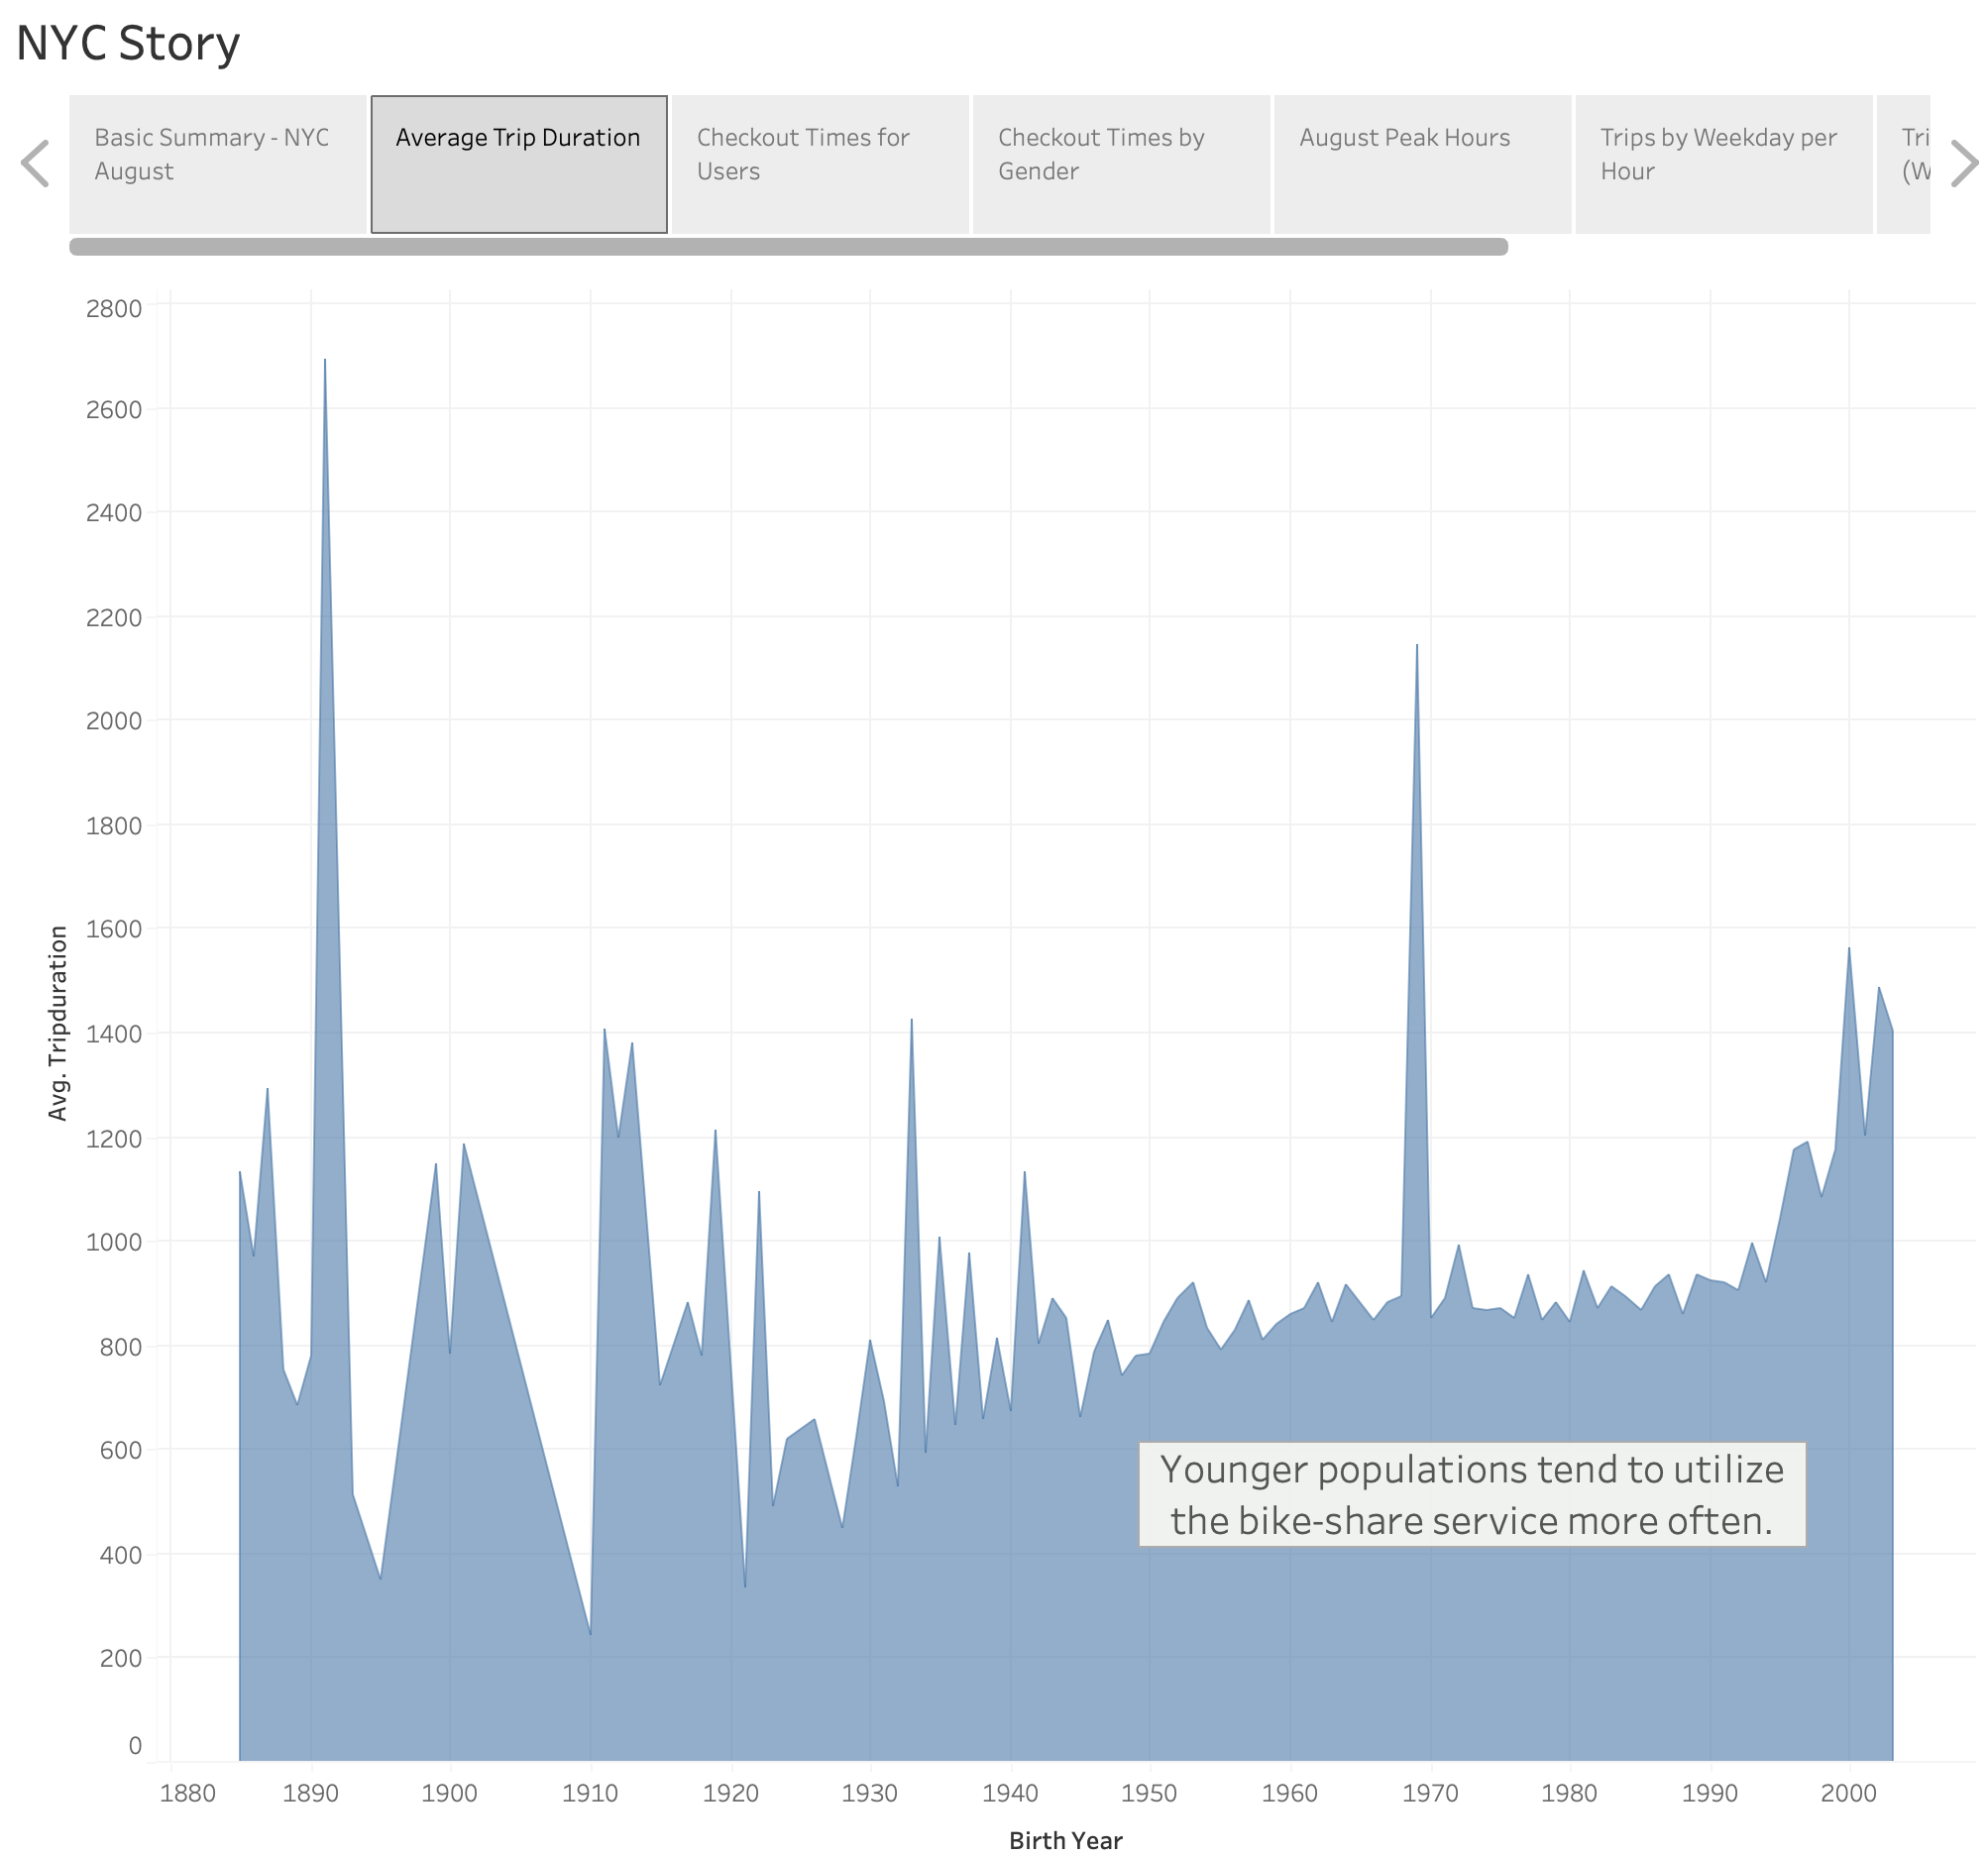 NYC Story
Basic Summary - NYC
August
Average Trip Duration
Checkout Times for
Users
Checkout Times by
Gender
August Peak Hours
Trips by Weekday per
Hour
2800
2600
2400
2200
2000
1800
1600
1400
1200
1000
800
600
400
200
0
Avg. Tripduration
Younger populations tend to utilize
the bike-share service more often.
1880 1890 1900 1910 1920 1930 1940 1950 1960 1970 1980 1990 2000
Birth Year